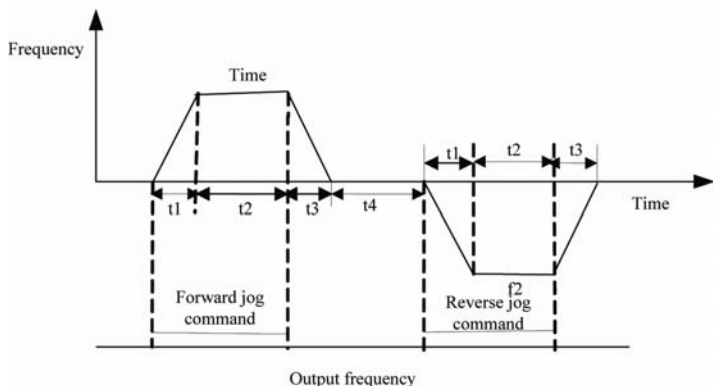 Frequency
Time
t1
t2
t3
t1
t2
t3
t4
Time
f2
Forward jog
command
Reverse jog
command
Output frequency